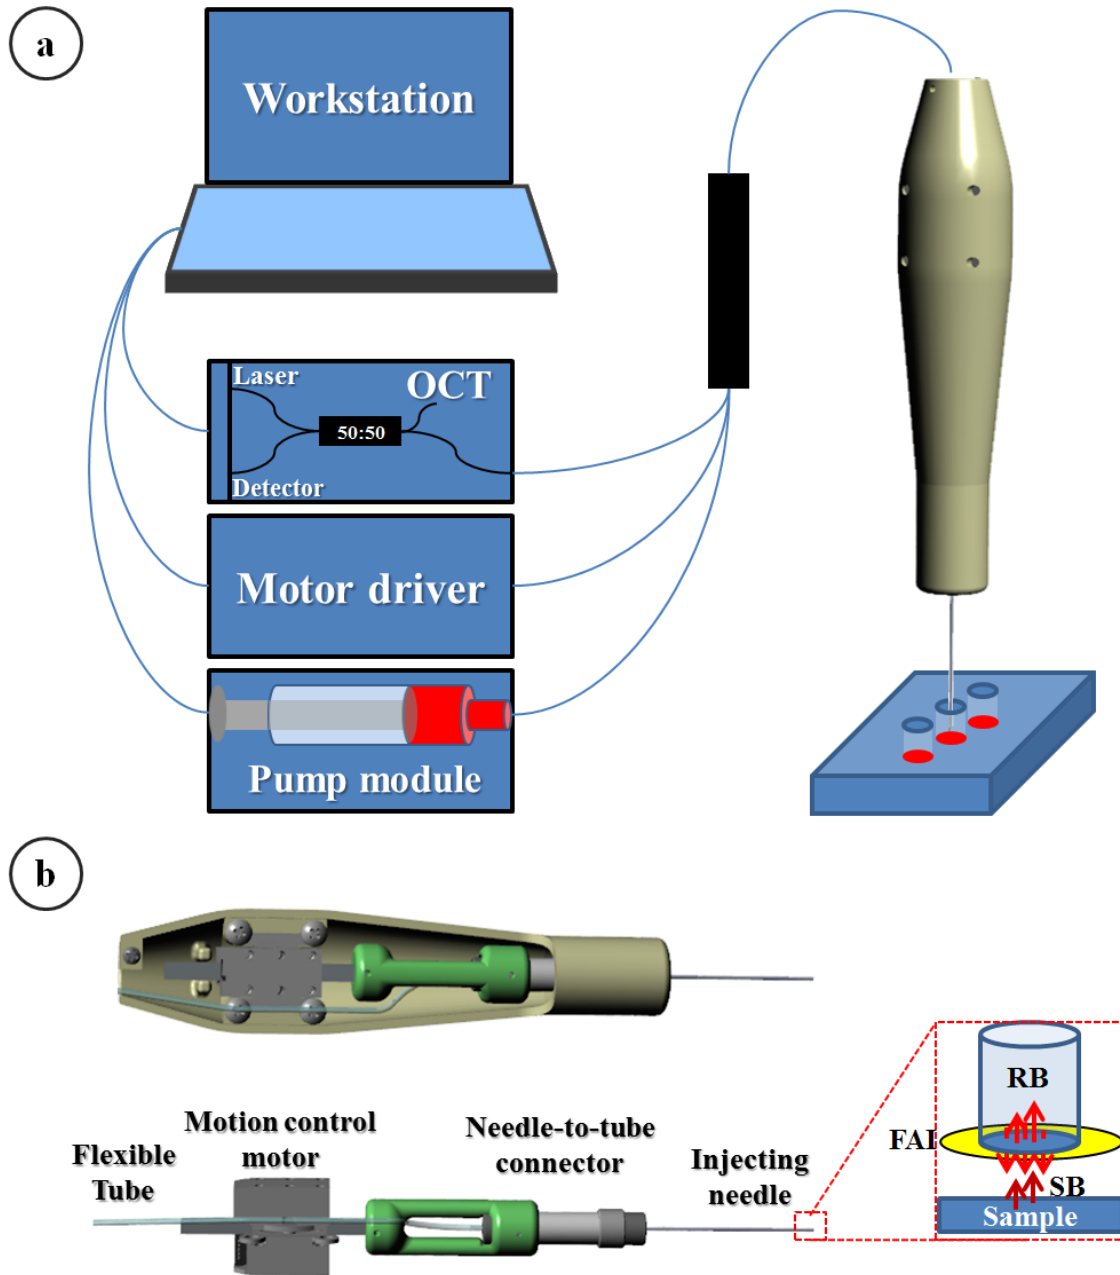 a
Workstation
Laser
OCT
50:50
Detector
Motor driver
Pump module
b
RB
FAI
SB
Sample
Motion control
motor
Needle-to-tube
connector
Flexible
Tube
Injecting
needle